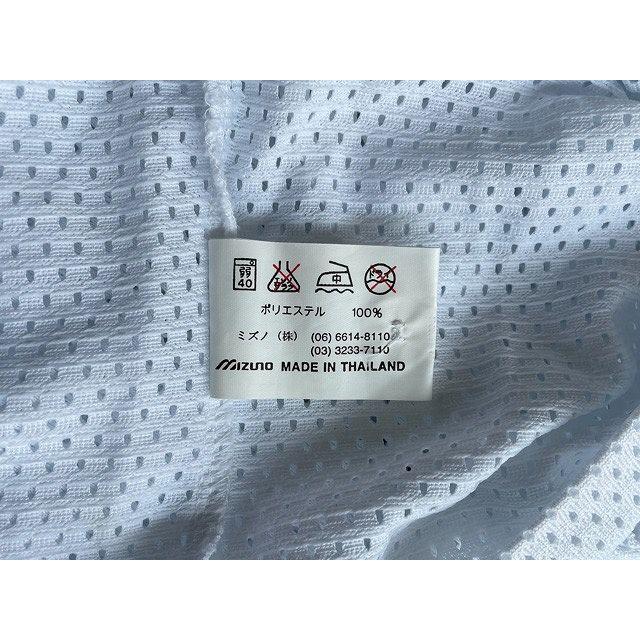 弱 40 エンソ サラシ 中 ドライ
ポリエステル 100%
ミズノ (株) (06) 6614-8110
(03) 3233-7110
MIZUNO MADE IN THAILAND